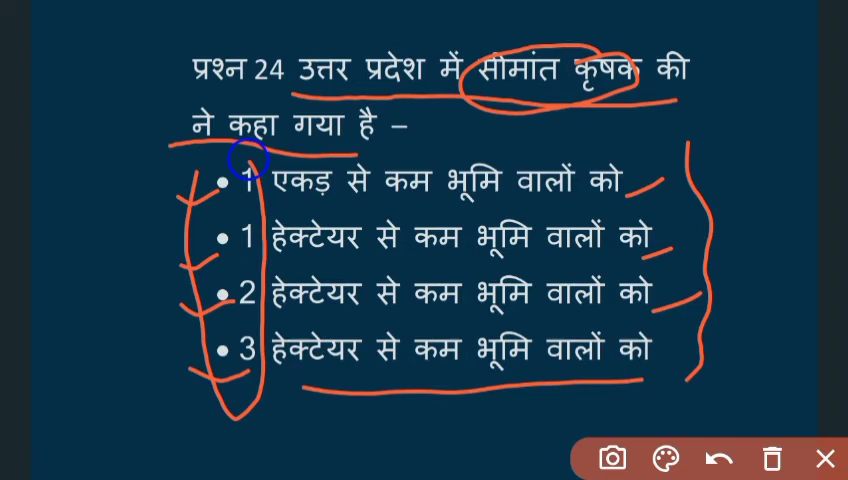 प्रश्न 24 उत्तर प्रदेश में सीमांत कृषक की
ने कहा गया है –
• 1 एकड़ से कम भूमि वालों को
• 1 हेक्टेयर से कम भूमि वालों को
• 2 हेक्टेयर से कम भूमि वालों को
• 3 हेक्टेयर से कम भूमि वालों को